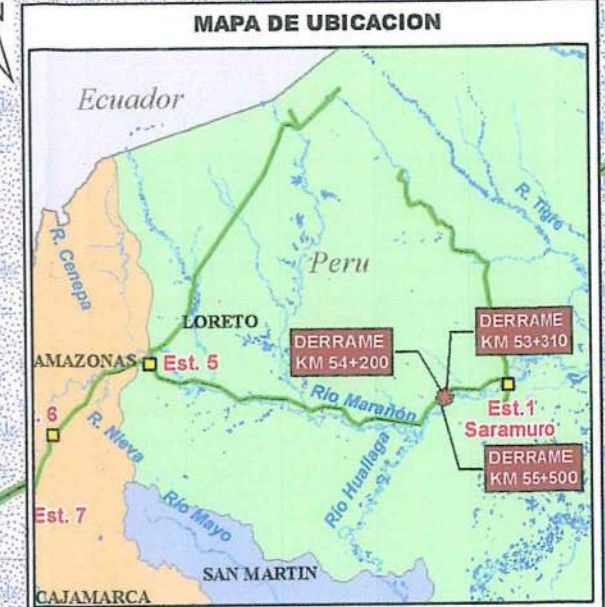 MAPA DE UBICACION
Ecuador
R. Tigre
R. Cenepa
Peru
LORETO
DERRAME
KM 53+310
DERRAME
KM 54+200
AMAZONAS
Est. 5
Río Marañón
Est.1
Saramuro
. 6
R. Nieva
Río Huallaga
DERRAME
KM 55+500
Río Mayo
Est. 7
SAN MARTIN
CAJAMARCA